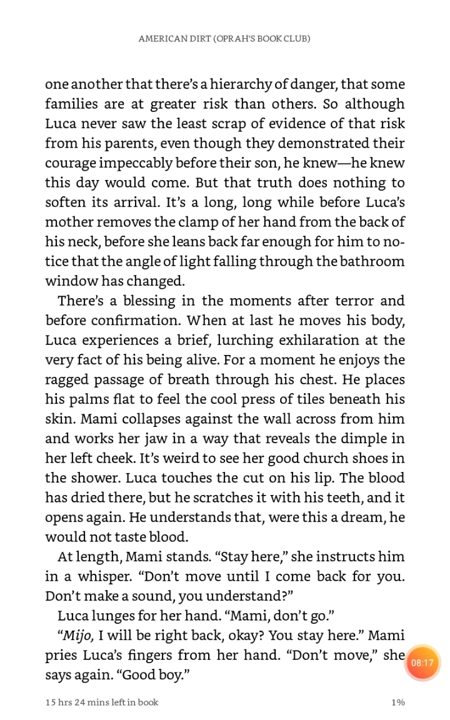 AMERICAN DIRT (OPRAH'S BOOK CLUB)
one another that there's a hierarchy of danger, that some
families are at greater risk than others. So although
Luca never saw the least scrap of evidence of that risk
from his parents, even though they demonstrated their
courage impeccably before their son, he knew—he knew
this day would come. But that truth does nothing to
soften its arrival. It's a long, long while before Luca's
mother removes the clamp of her hand from the back of
his neck, before she leans back far enough for him to no-
tice that the angle of light falling through the bathroom
window has changed.
There's a blessing in the moments after terror and
before confirmation. When at last he moves his body,
Luca experiences a brief, lurching exhilaration at the
very fact of his being alive. For a moment he enjoys the
ragged passage of breath through his chest. He places
his palms flat to feel the cool press of tiles beneath his
skin. Mami collapses against the wall across from him
and works her jaw in a way that reveals the dimple in
her left cheek. It's weird to see her good church shoes in
the shower. Luca touches the cut on his lip. The blood
has dried there, but he scratches it with his teeth, and it
opens again. He understands that, were this a dream, he
would not taste blood.
At length, Mami stands. “Stay here,” she instructs him
in a whisper. “Don't move until I come back for you.
Don't make a sound, you understand?”
Luca lunges for her hand. “Mami, don't go.”
“Mijo, I will be right back, okay? You stay here.” Mami
pries Luca's fingers from her hand. “Don't move,” she
says again. “Good boy.”
08:17
15 hrs 24 mins left in book 1%